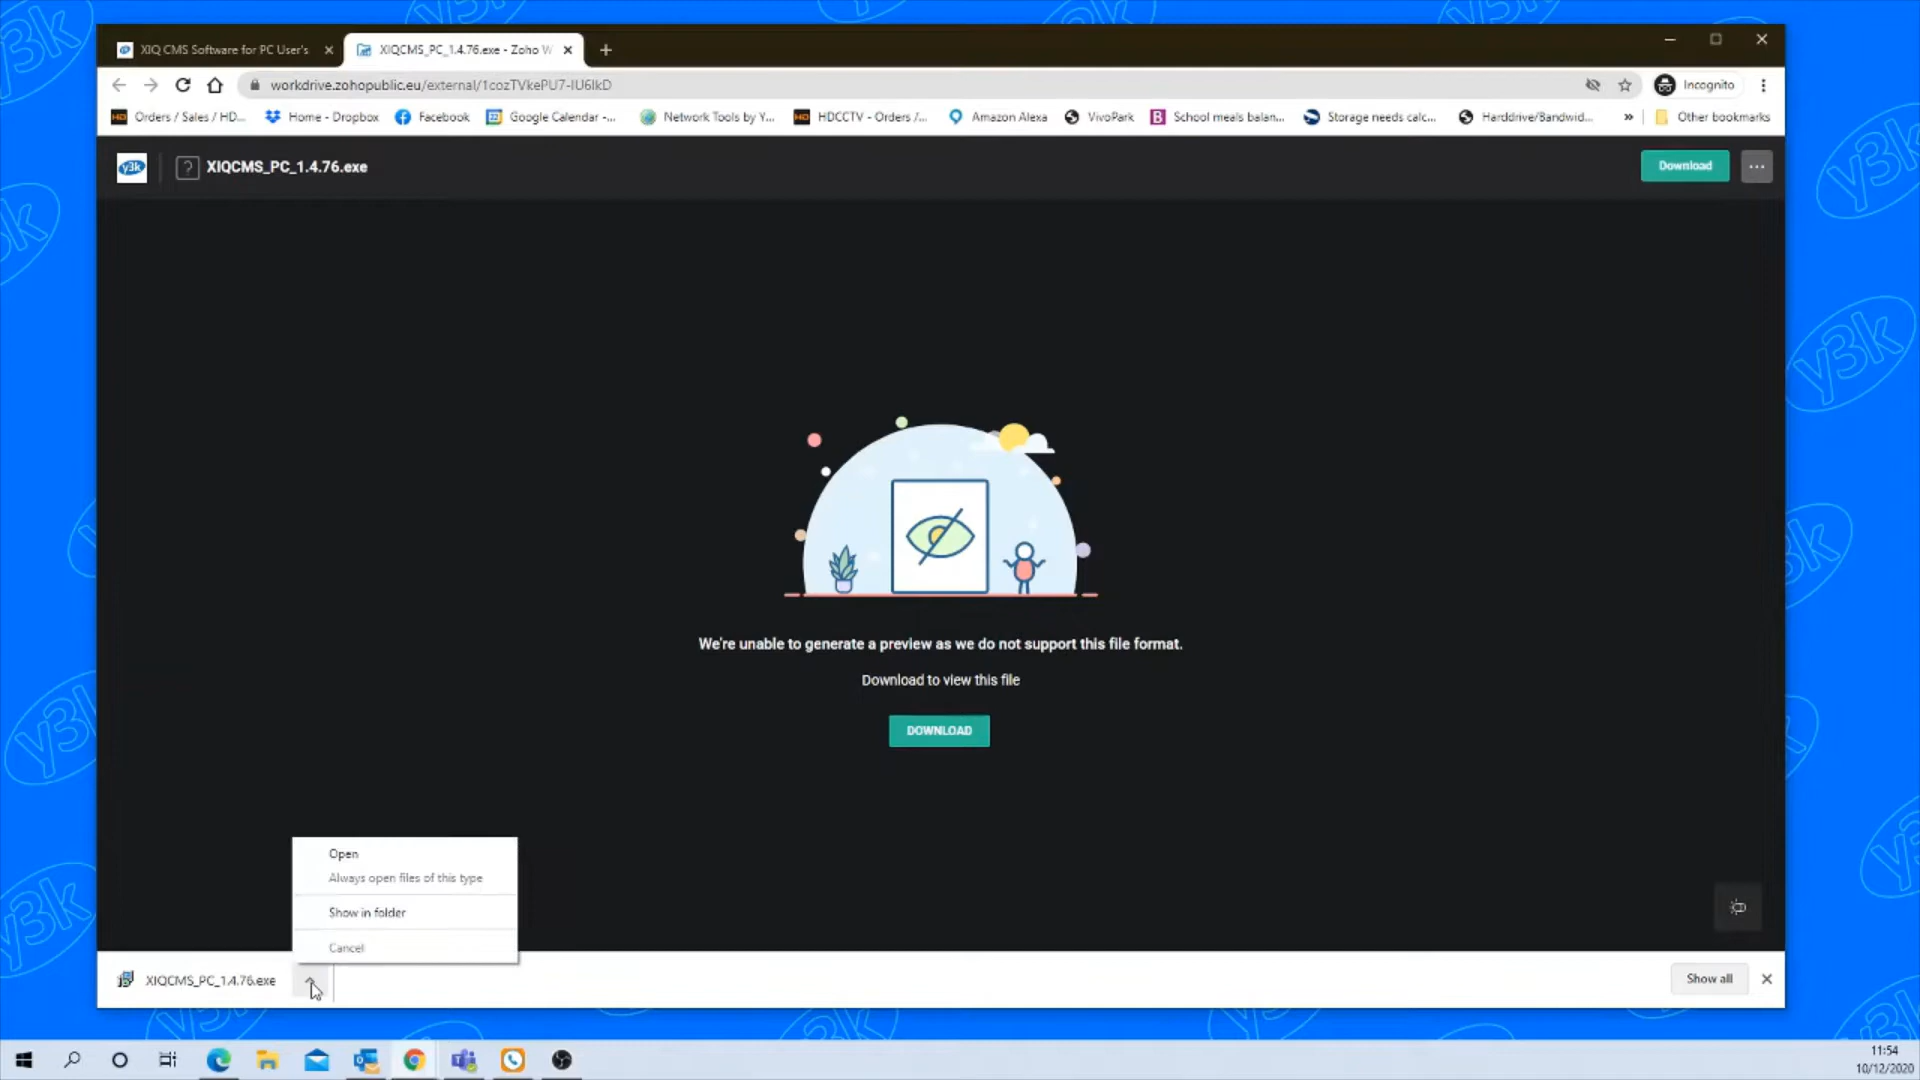 XIQ CMS Software for PC User's
XIQCMS_PC_1.4.76.exe - Zoho W
workdrive.zohopublic.eu/external/1cozTVkePU7-IU6IkD
Incognito
Orders / Sales / HD...
Home - Dropbox
Facebook
Google Calendar -...
Network Tools by Y...
HDCCTV - Orders /...
Amazon Alexa
VivoPark
School meals balan...
Storage needs calc...
Harddrive/Bandwid...
»
Other bookmarks
y3k
XIQCMS_PC_1.4.76.exe
Download
We're unable to generate a preview as we do not support this file format.
Download to view this file
DOWNLOAD
Open
Always open files of this type
Show in folder
Cancel
XIQCMS_PC_1.4.76.exe
Show all
11:54
10/12/2020